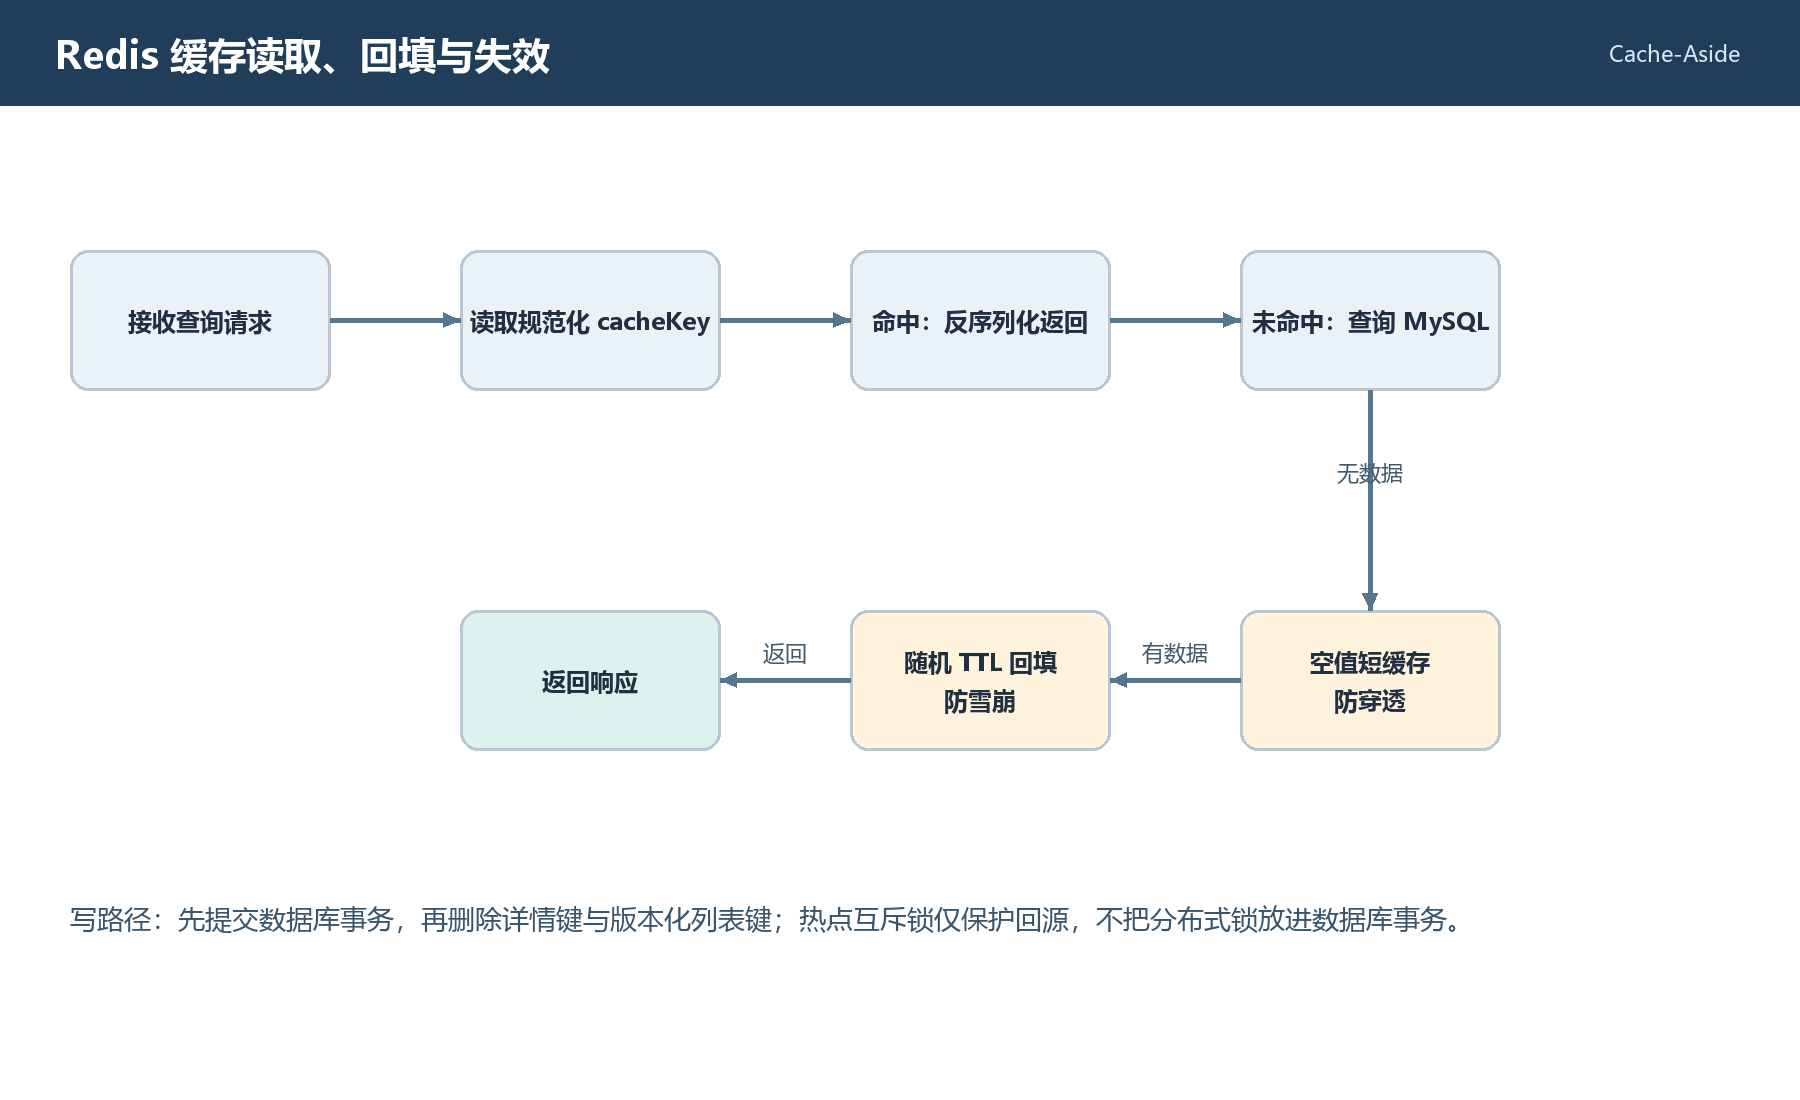 Redis 缓存读取、回填与失效
Cache-Aside
接收查询请求
读取规范化 cacheKey
命中：反序列化返回
未命中：查询 MySQL
无数据
返回响应
返回
随机 TTL 回填
防雪崩
有数据
空值短缓存
防穿透
写路径：先提交数据库事务，再删除详情键与版本化列表键；热点互斥锁仅保护回源，不把分布式锁放进数据库事务。